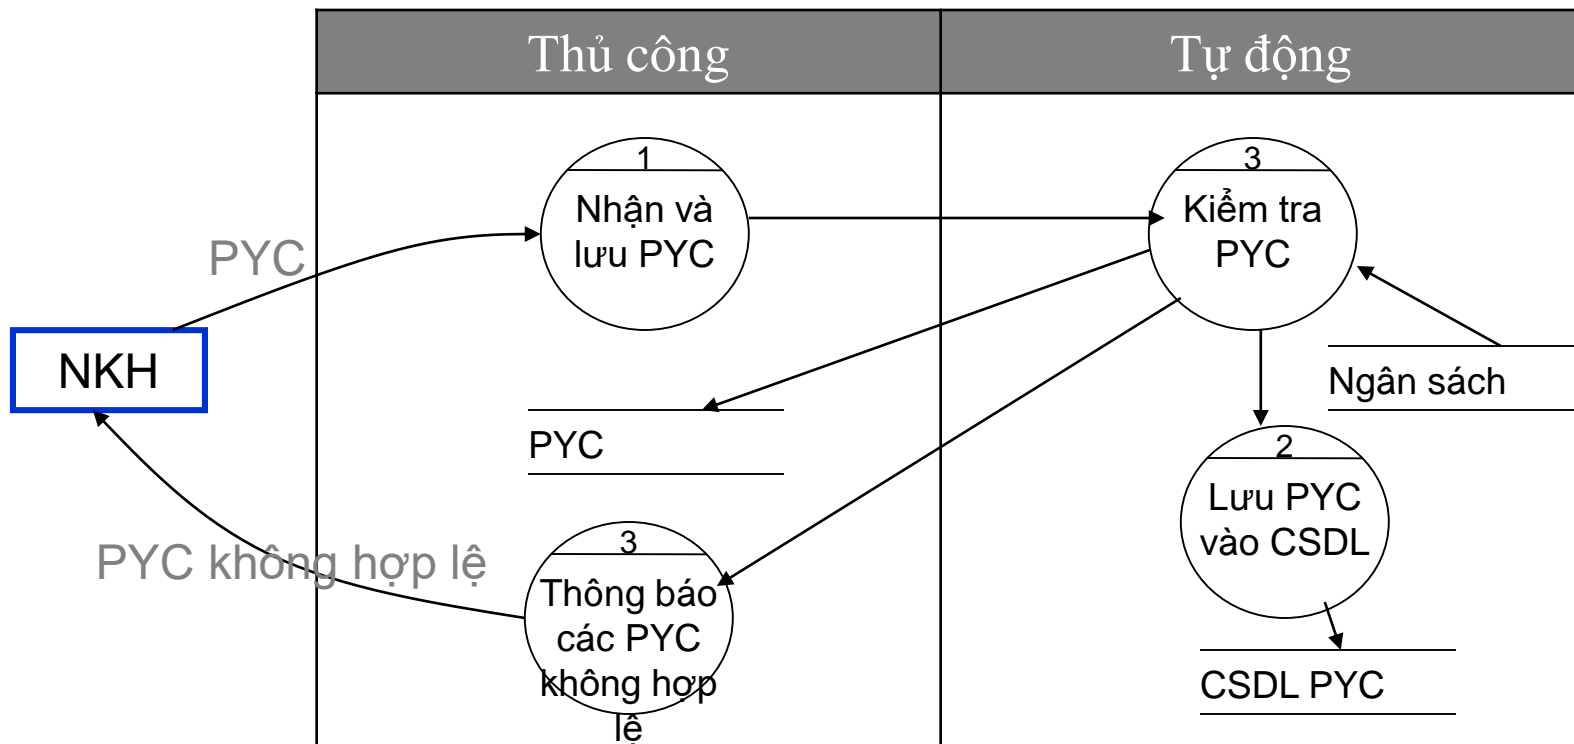 Thủ công
Tự động
1
Nhận và
lưu PYC
3
Kiểm tra
PYC
PYC
NKH
Ngân sách
PYC
2
Lưu PYC
vào CSDL
PYC không hợp lệ
3
Thông báo
các PYC
không hợp
lệ
CSDL PYC